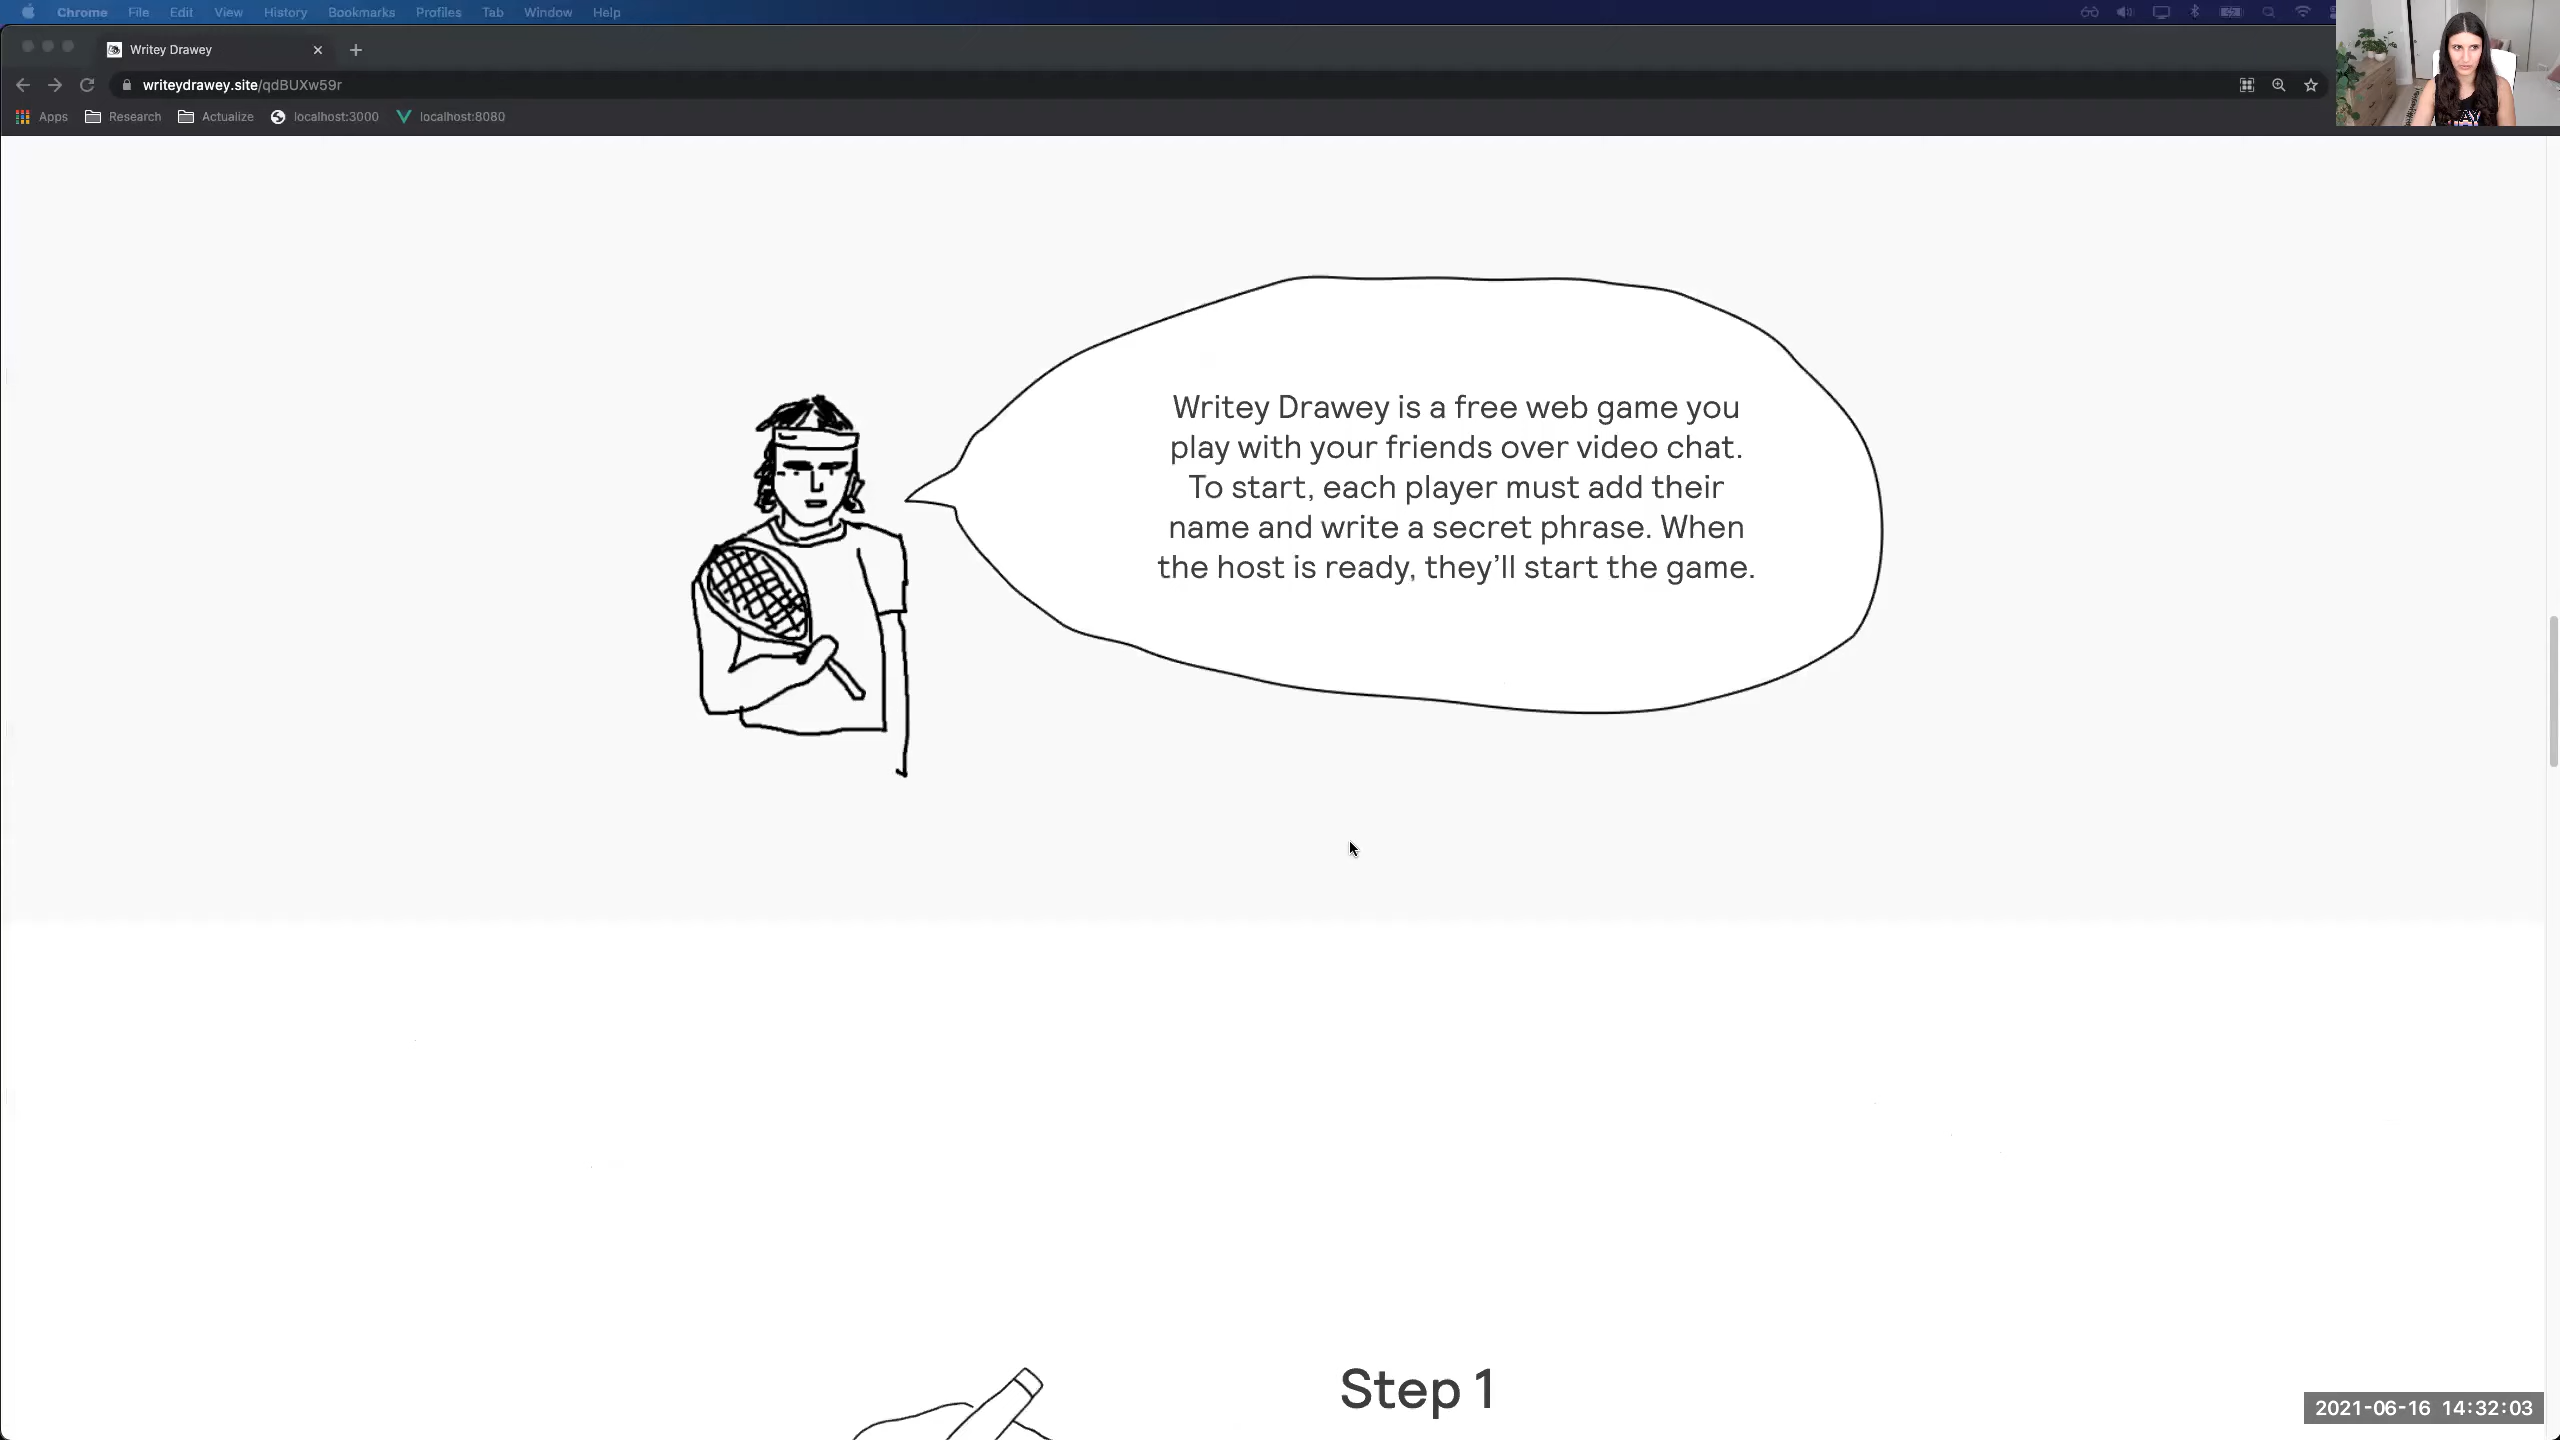 Chrome File Edit View History Bookmarks Profiles Tab Window Help
Writey Drawey
writeydrawey.site/qdBUXw59r
Apps Research Actualize localhost:3000 localhost:8080
Writey Drawey is a free web game you
play with your friends over video chat.
To start, each player must add their
name and write a secret phrase. When
the host is ready, they’ll start the game.
Step 1
2021-06-16 14:32:03